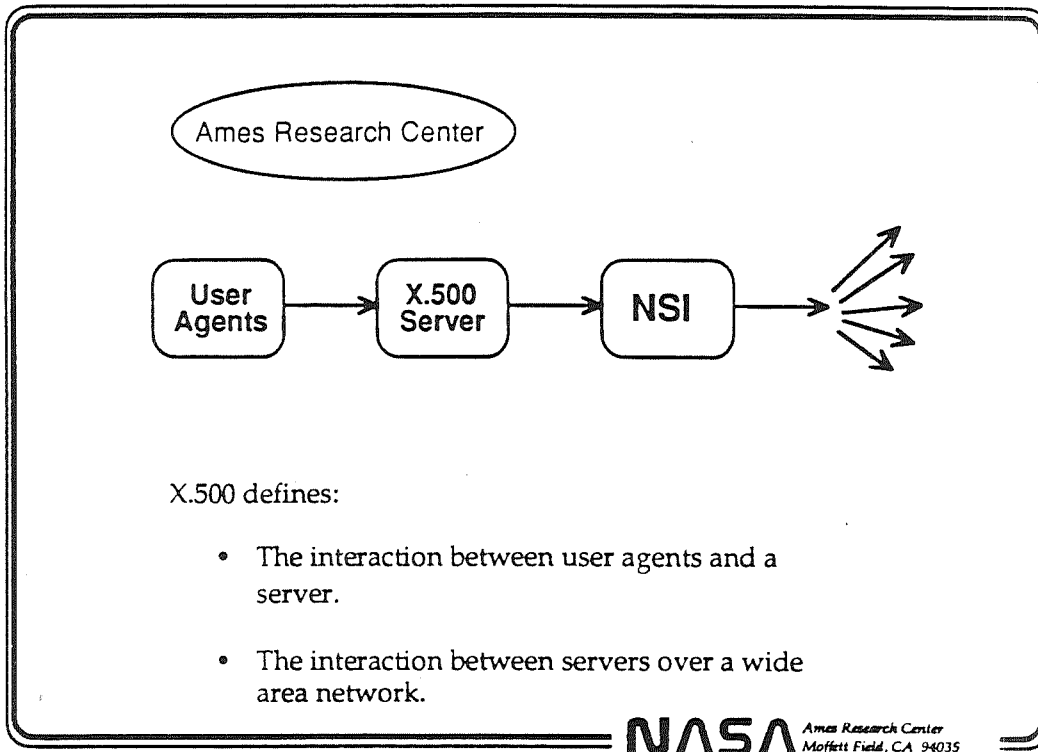 Ames Research Center
User
Agents
X.500
Server
NSI
X.500 defines:
• The interaction between user agents and a
server.
• The interaction between servers over a wide
area network.
NASA
Ames Research Center
Moffett Field, CA 94035